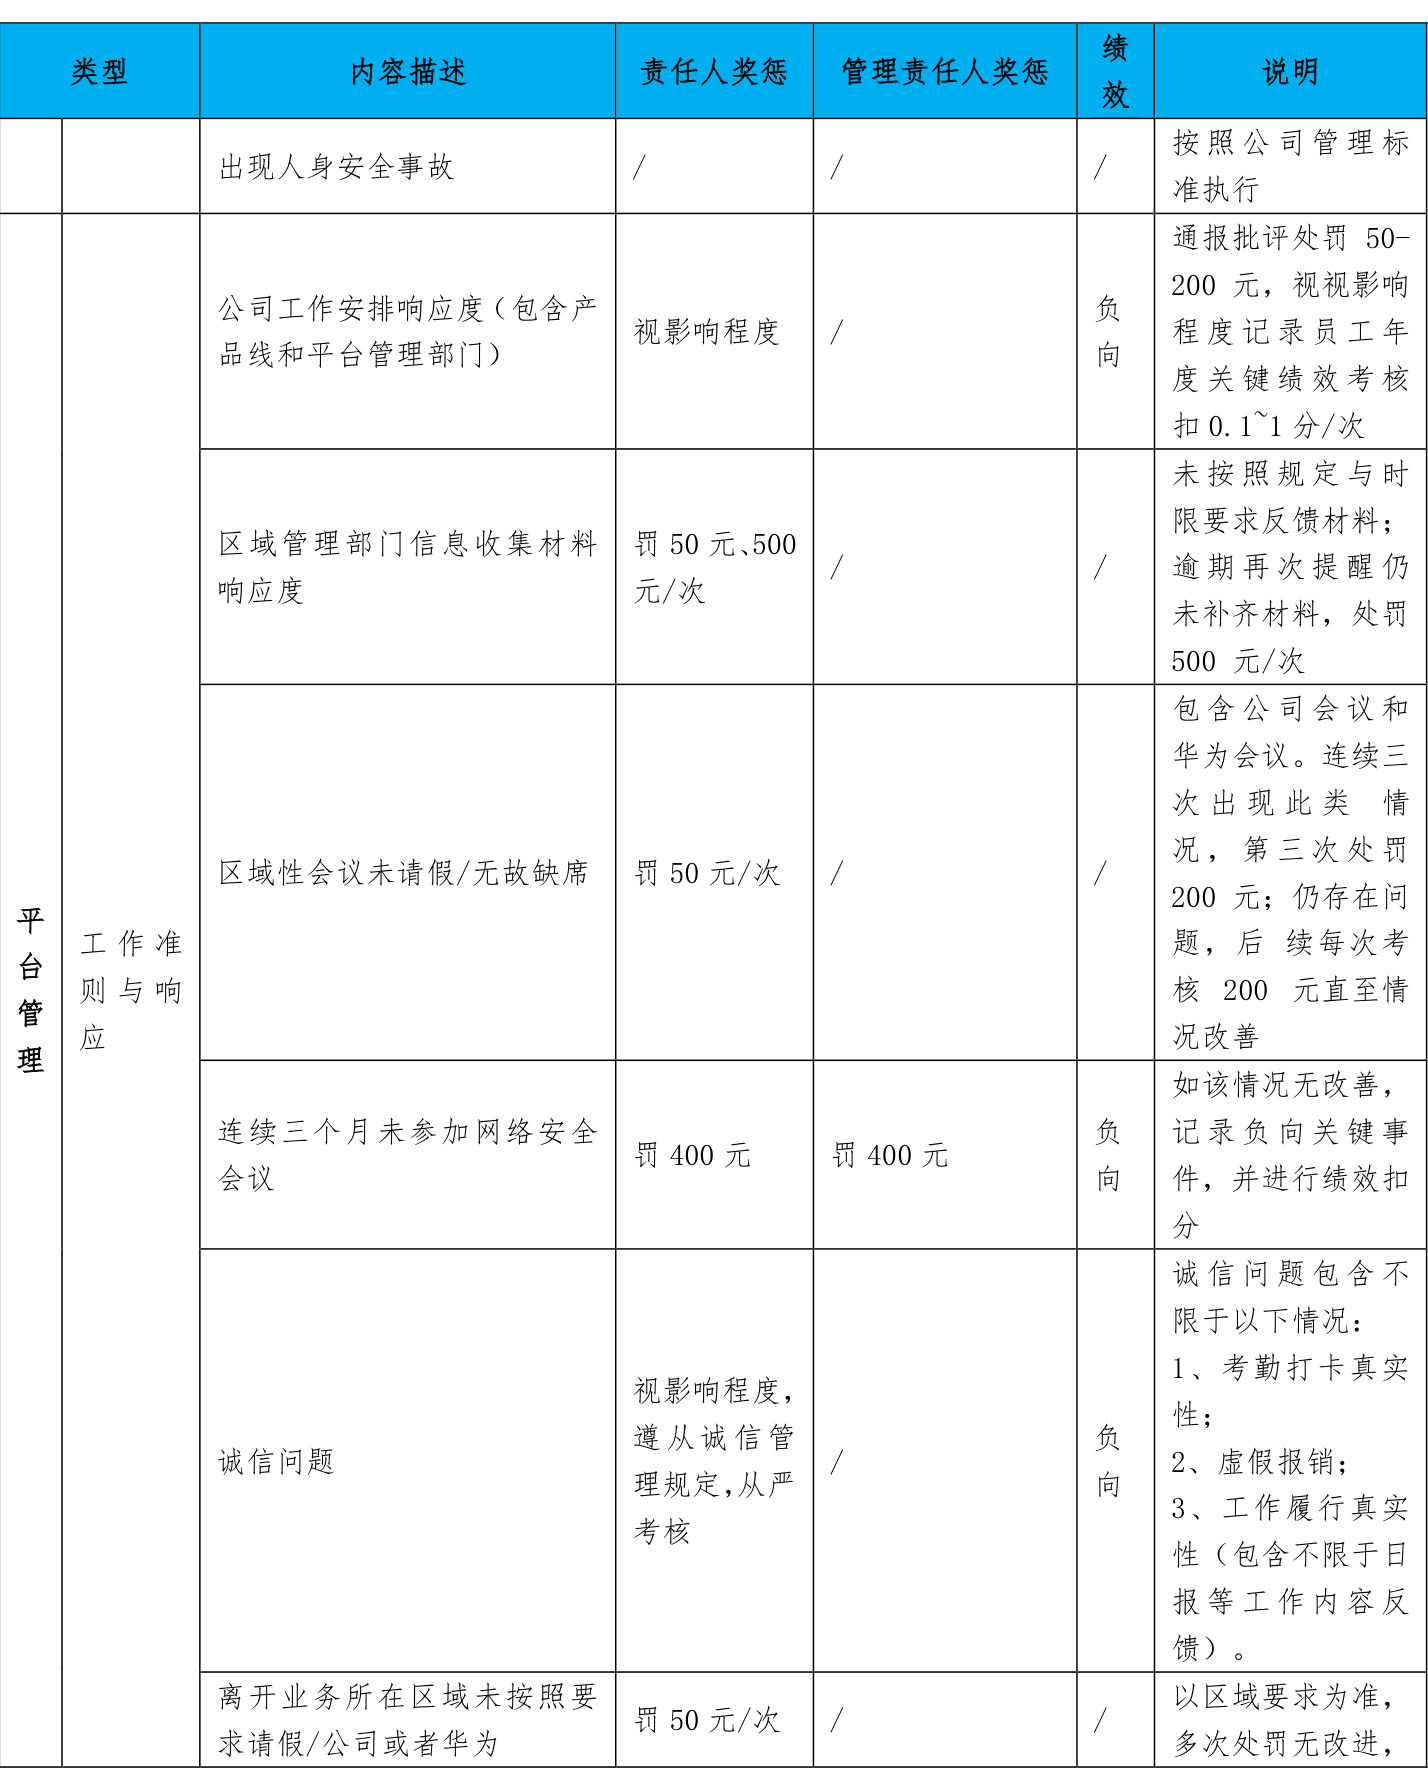 类型
内容描述
责任人奖惩
管理责任人奖惩
绩
效
说明
出现人身安全事故
/
/
/
按照公司管理标
准执行
平
台
管
理
工作准
则与响
应
公司工作安排响应度（包含产
品线和平台管理部门）
视影响程度
/
负
向
通报批评处罚 50-
200 元，视视影响
程度记录员工年
度关键绩效考核
扣 0.1~1 分/次
区域管理部门信息收集材料
响应度
罚 50 元、500
元/次
/
/
未按照规定与时
限要求反馈材料；
逾期再次提醒仍
未补齐材料，处罚
500 元/次
区域性会议未请假/无故缺席
罚 50 元/次
/
/
包含公司会议和
华为会议。连续三
次出现此类 情
况，第三次处罚
200 元；仍存在问
题，后 续每次考
核 200 元直至情
况改善
连续三个月未参加网络安全
会议
罚 400 元
罚 400 元
负
向
如该情况无改善，
记录负向关键事
件，并进行绩效扣
分
诚信问题
视影响程度，
遵从诚信管
理规定，从严
考核
/
负
向
诚信问题包含不
限于以下情况：
1、考勤打卡真实
性；
2、虚假报销；
3、工作履行真实
性（包含不限于日
报等工作内容反
馈）。
离开业务所在区域未按照要
求请假/公司或者华为
罚 50 元/次
/
/
以区域要求为准，
多次处罚无改进，